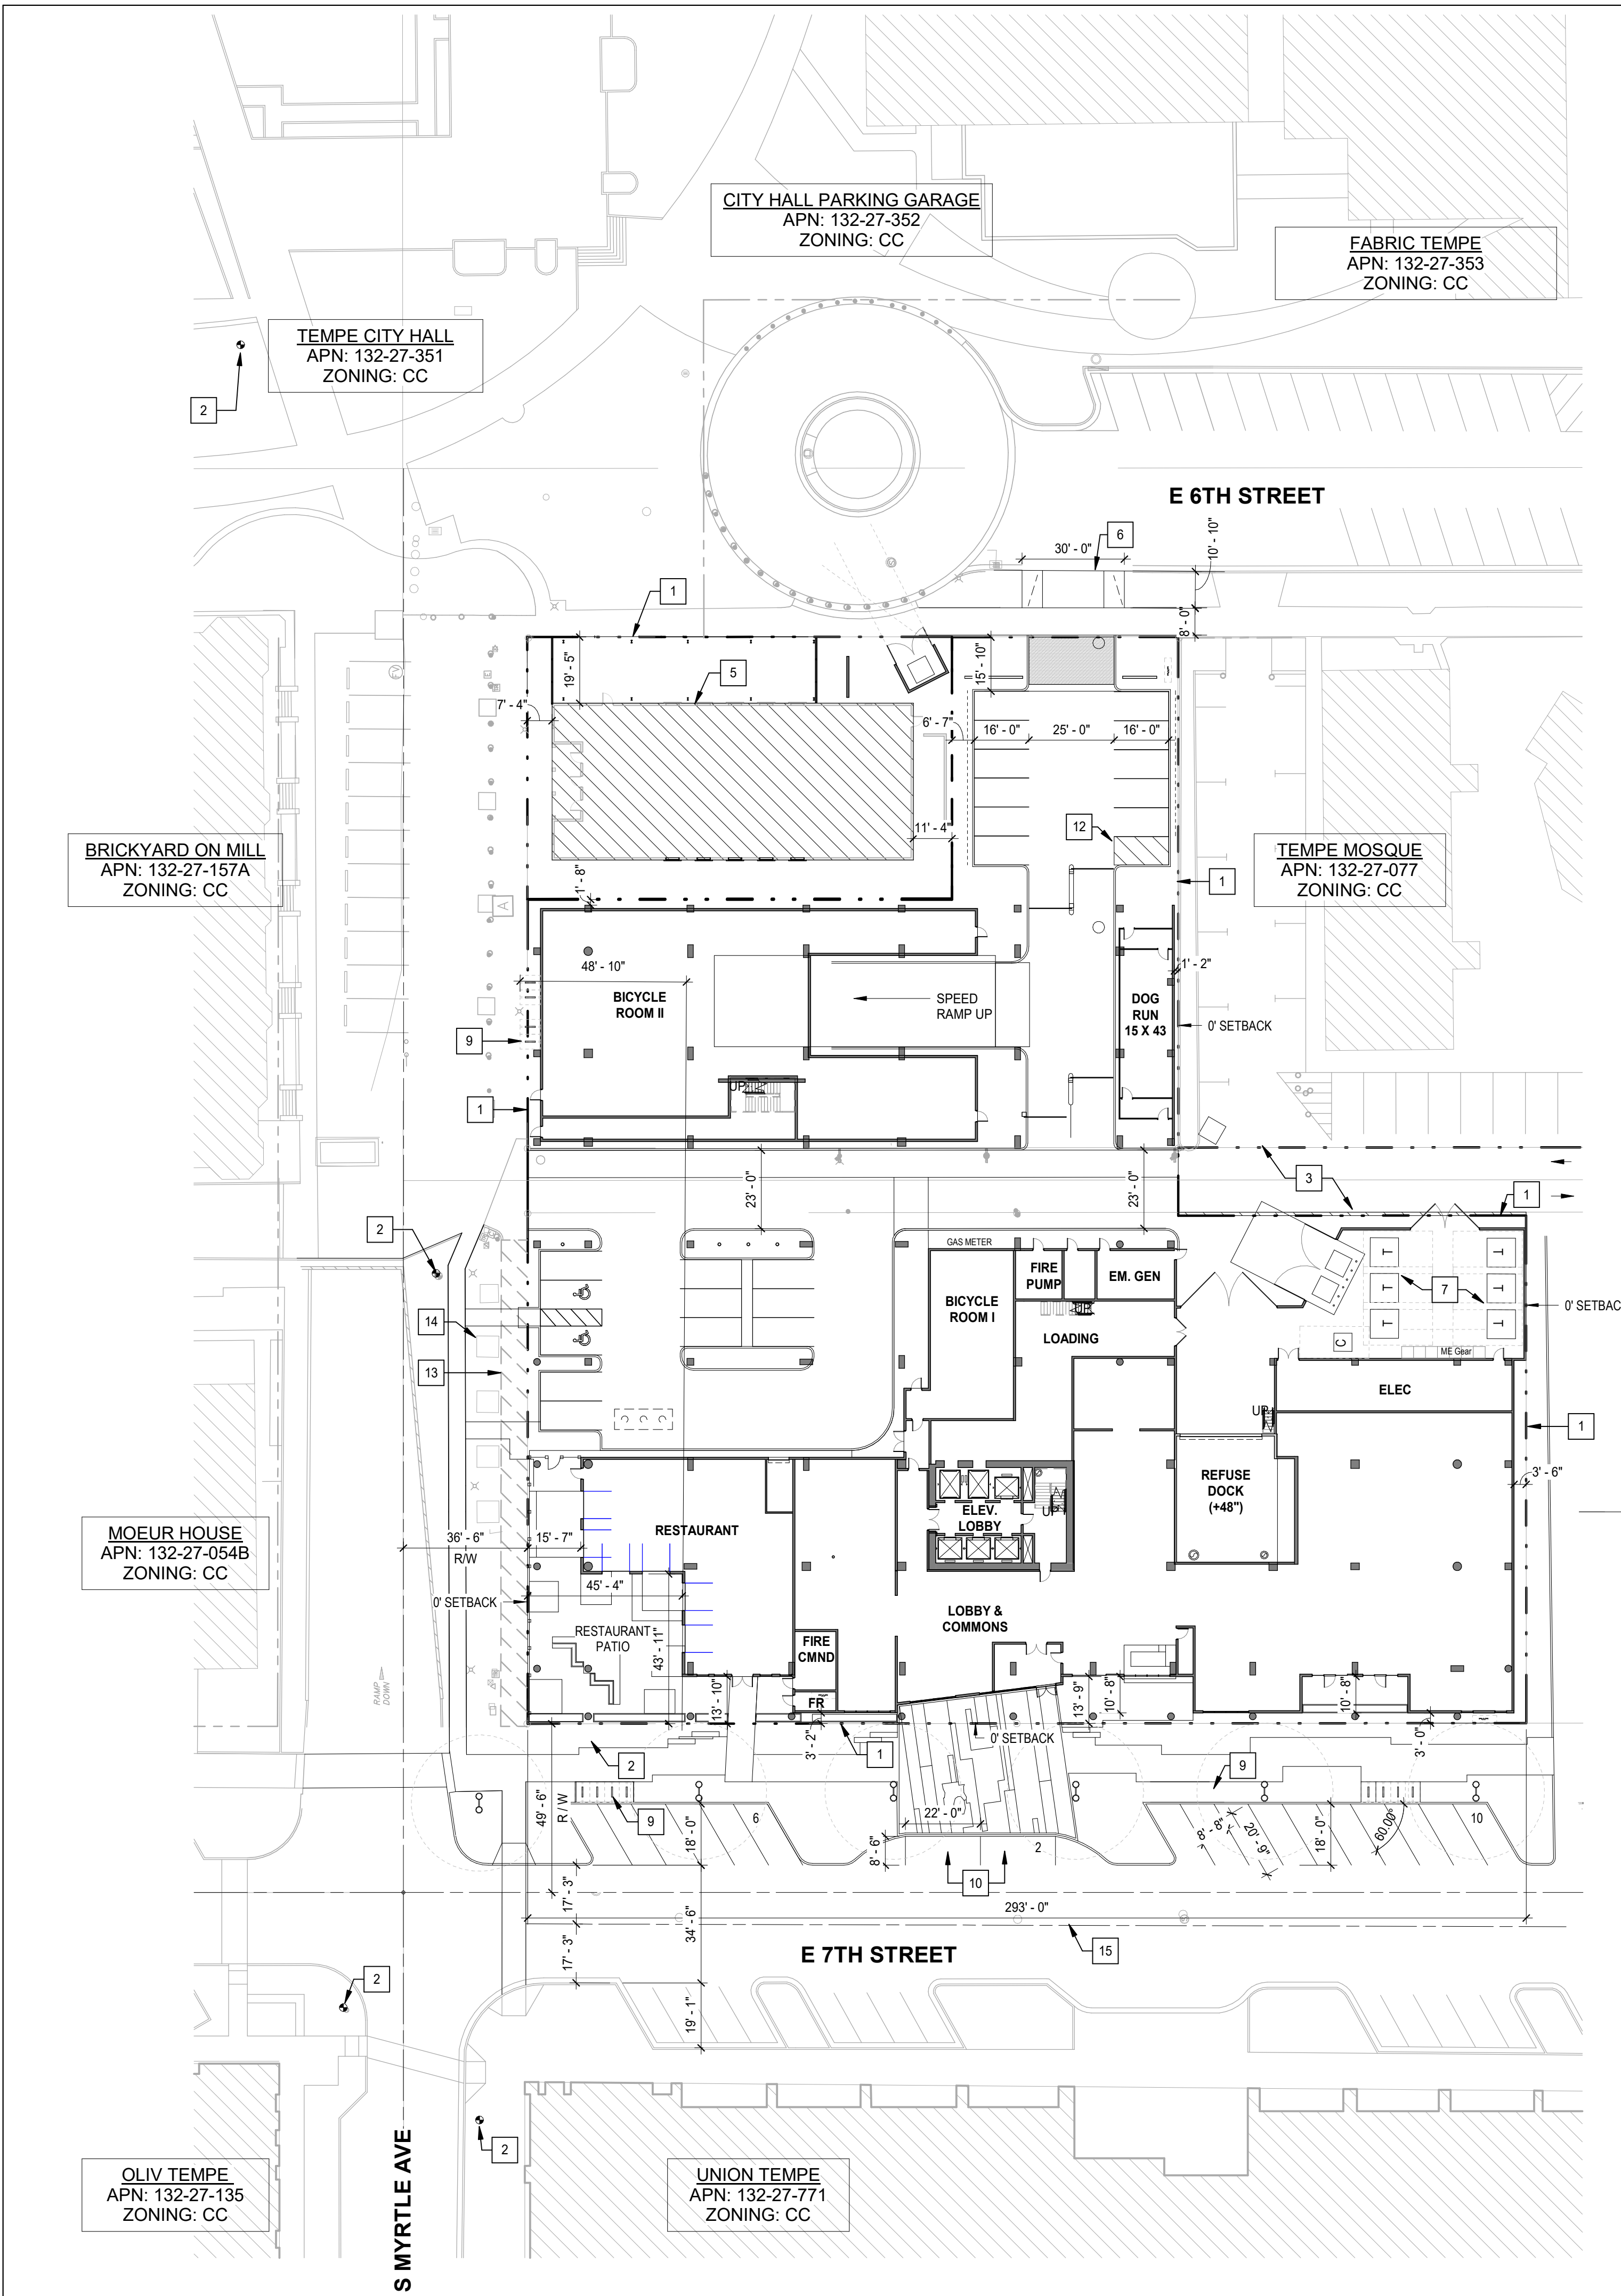 CITY HALL PARKING GARAGE
APN: 132-27-352
ZONING: CC
FABRIC TEMPE
APN: 132-27-353
ZONING: CC
TEMPE CITY HALL
APN: 132-27-351
ZONING: CC
2
E 6TH STREET
6
30' - 0"
10' - 10"
8' - 0"
1
5
19' - 5"
15' - 10"
7' - 4"
6' - 7"
16' - 0"
25' - 0"
16' - 0"
11' - 4"
12
BRICKYARD ON MILL
APN: 132-27-157A
ZONING: CC
TEMPE MOSQUE
APN: 132-27-077
ZONING: CC
1
1' - 8"
A
48' - 10"
BICYCLE
ROOM II
SPEED
RAMP UP
DOG
RUN
15 X 43
1' - 2"
0' SETBACK
9
UP
1
23' - 0"
23' - 0"
3
1
2
GAS METER
FIRE
PUMP
EM. GEN
BICYCLE
ROOM I
UP
LOADING
T
T
T
T
T
T
7
0' SETBAC
C
ME Gear
14
13
ELEC
UP
1
3' - 6"
REFUSE
DOCK
(+48")
ELEV.
LOBBY
UP
RESTAURANT
MOEUR HOUSE
APN: 132-27-054B
ZONING: CC
36' - 6"
R/W
15' - 7"
45' - 4"
0' SETBACK
RESTAURANT
PATIO
43' - 11"
LOBBY &
COMMONS
FIRE
CMND
FR
RAMP
DOWN
13' - 10"
13' - 9"
10' - 8"
10' - 8"
3' - 2"
1
0' SETBACK
3' - 0"
2
9
9
49' - 6"
R / W
18' - 0"
6
22' - 0"
8' - 6"
2
8' - 8"
20' - 9"
18' - 0"
60.00°
10
10
17' - 3"
34' - 6"
293' - 0"
17' - 3"
15
E 7TH STREET
2
19' - 1"
2
S MYRTLE AVE
OLIV TEMPE
APN: 132-27-135
ZONING: CC
UNION TEMPE
APN: 132-27-771
ZONING: CC